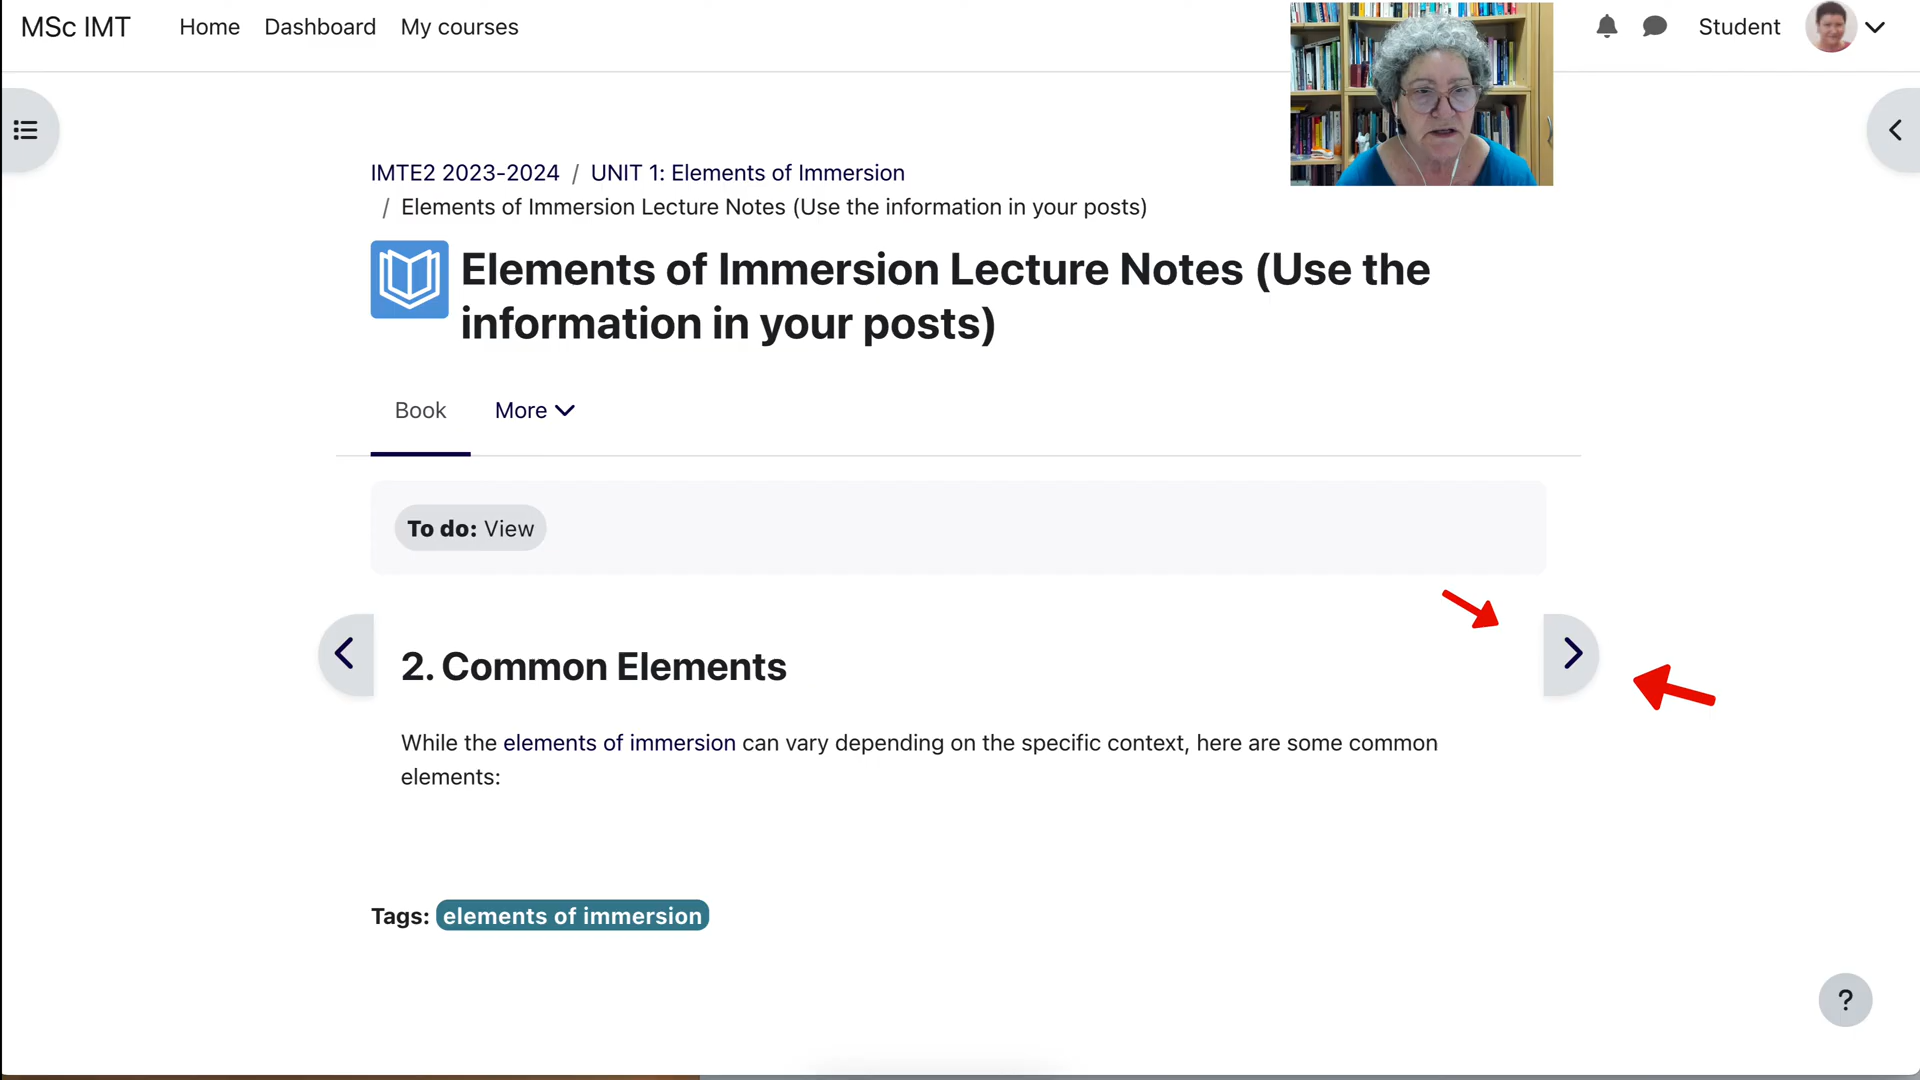 MSc IMT Home Dashboard My courses Student
IMTE2 2023-2024 / UNIT 1: Elements of Immersion
/ Elements of Immersion Lecture Notes (Use the information in your posts)
Elements of Immersion Lecture Notes (Use the
information in your posts)
Book More
To do: View
2. Common Elements
While the elements of immersion can vary depending on the specific context, here are some common
elements:
Tags: elements of immersion
?